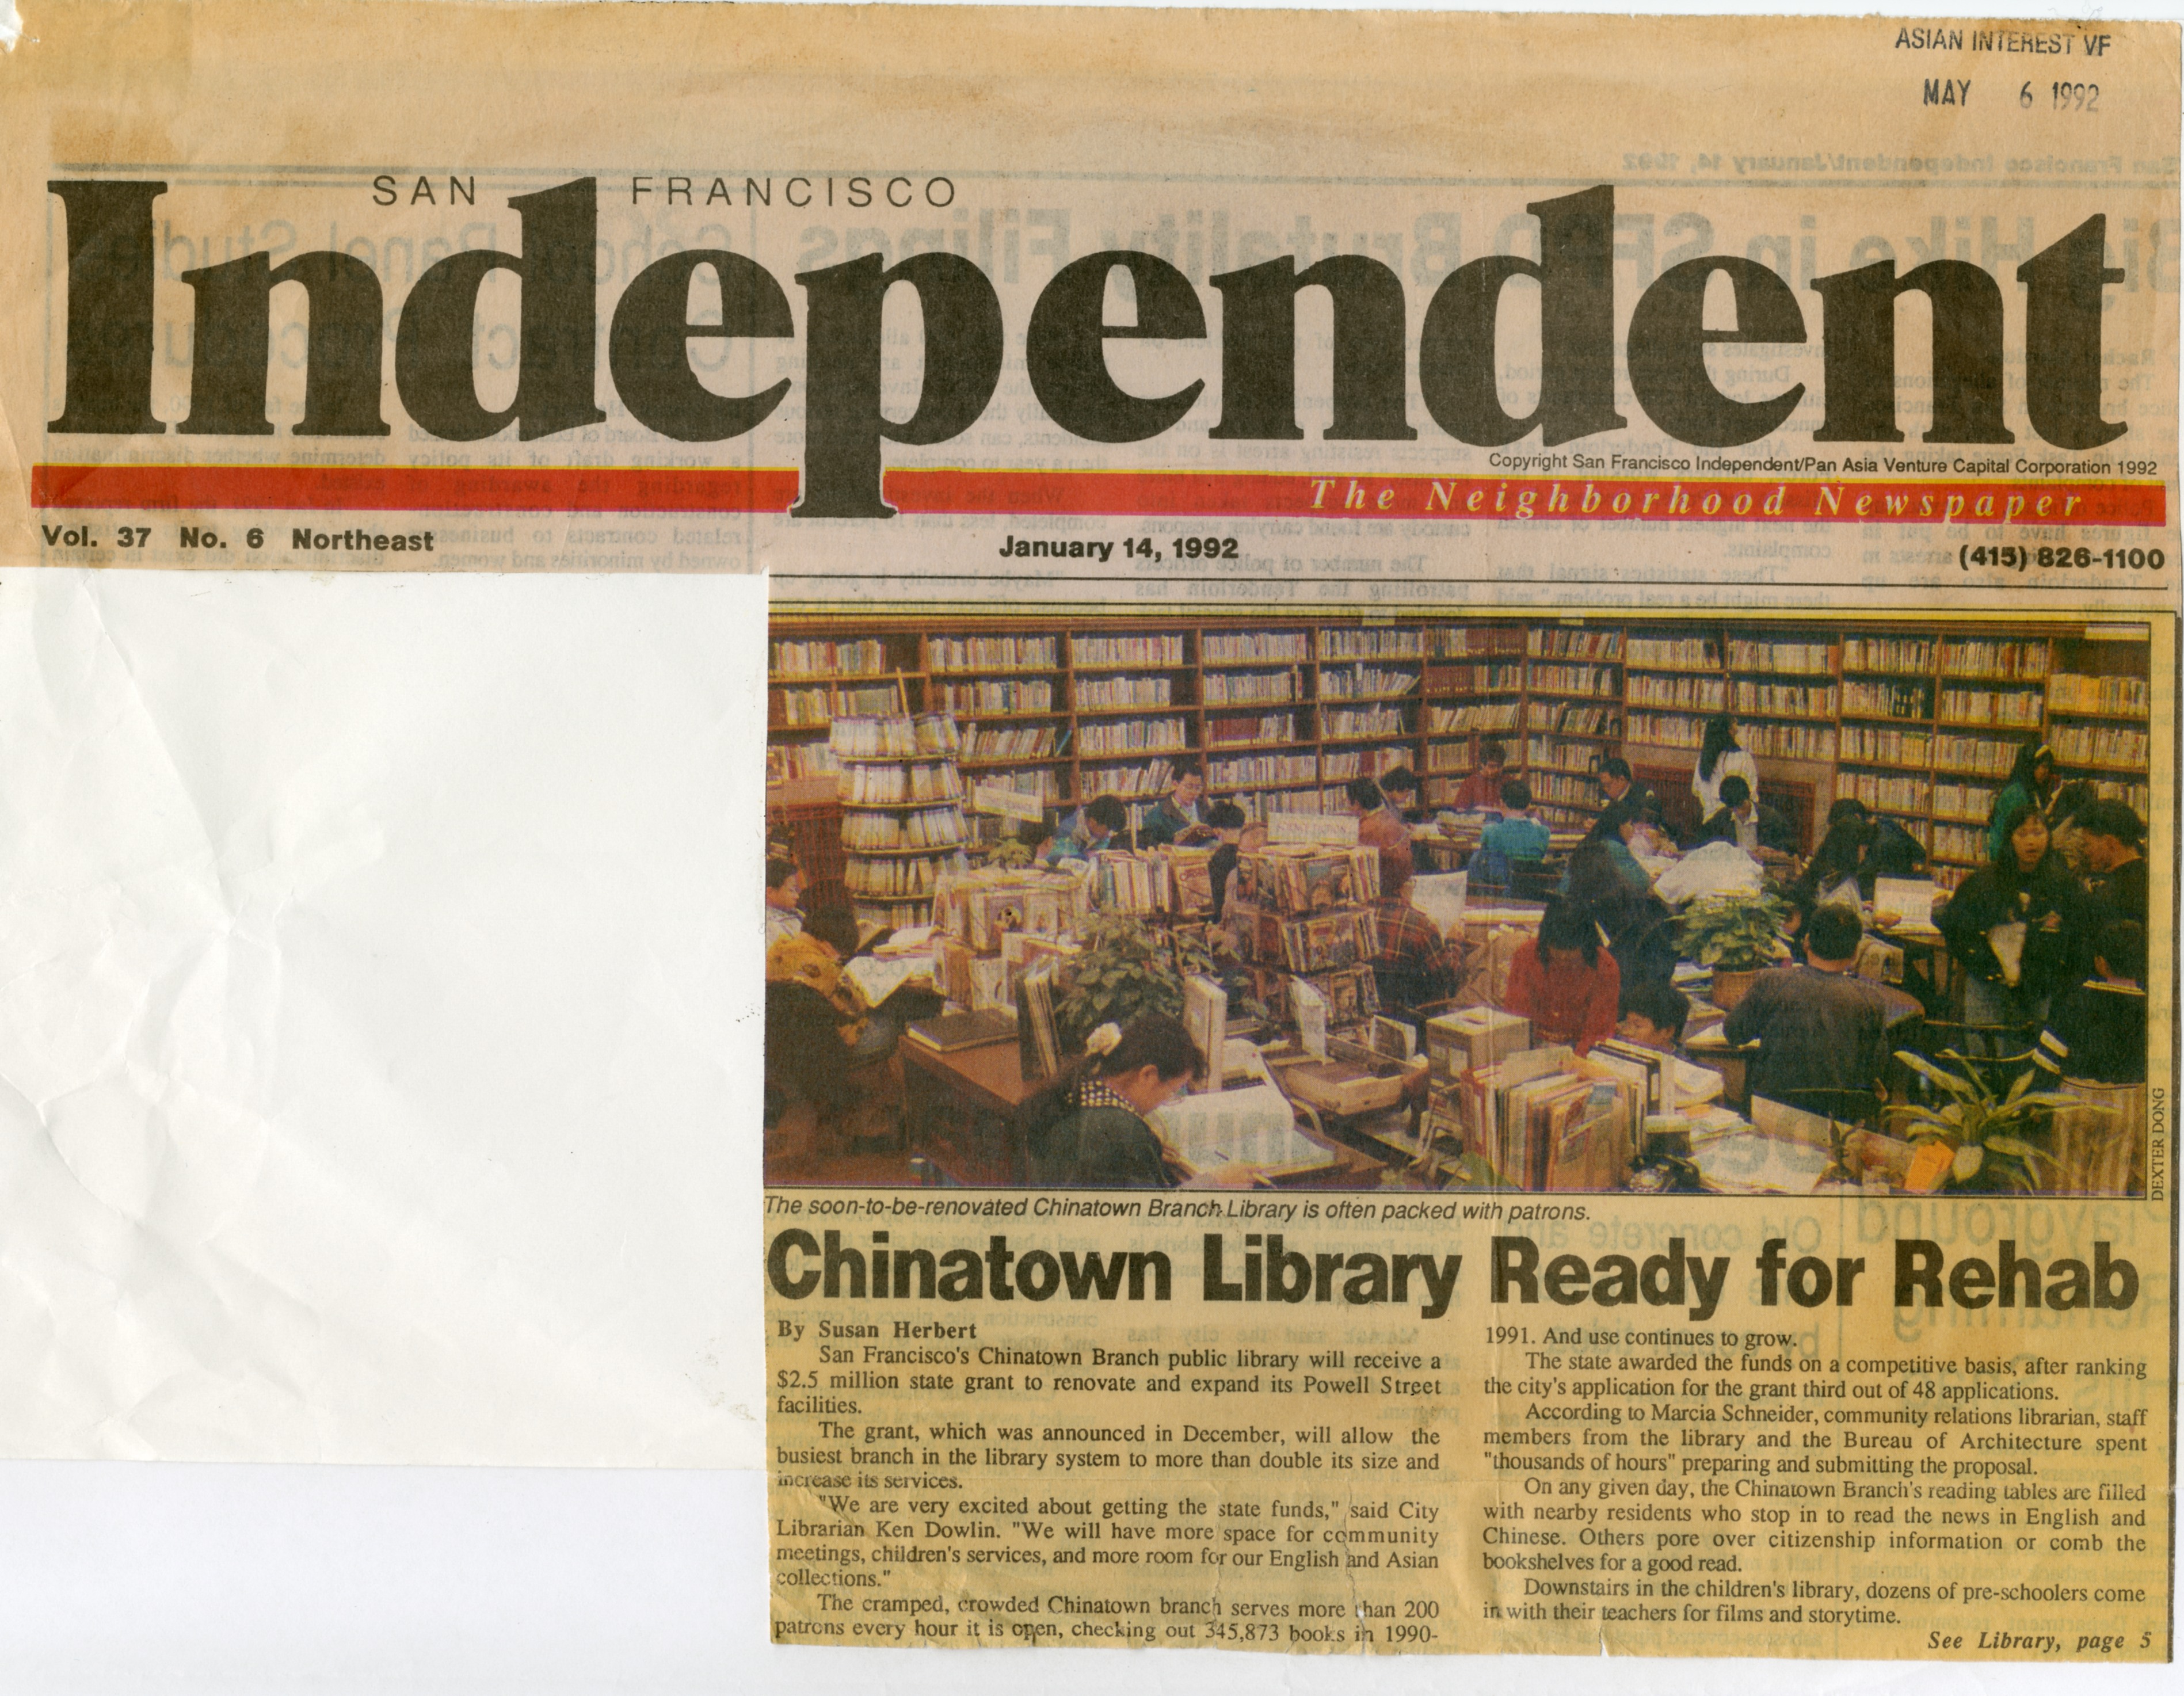 ASIAN INTEREST VF
MAY 6 1992
SAN FRANCISCO
Independent
Copyright San Francisco Independent/Pan Asia Venture Capital Corporation 1992
The Neighborhood Newspaper
Vol. 37 No. 6 Northeast
January 14, 1992
(415) 826-1100
DEXTER DONG
The soon-to-be-renovated Chinatown Branch Library is often packed with patrons.
Chinatown Library Ready for Rehab
By Susan Herbert
San Francisco's Chinatown Branch public library will receive a
$2.5 million state grant to renovate and expand its Powell Street
facilities.
The grant, which was announced in December, will allow the
busiest branch in the library system to more than double its size and
increase its services.
"We are very excited about getting the state funds," said City
Librarian Ken Dowlin. "We will have more space for community
meetings, children's services, and more room for our English and Asian
collections."
The cramped, crowded Chinatown branch serves more than 200
patrons every hour it is open, checking out 345,873 books in 1990-
1991. And use continues to grow.
The state awarded the funds on a competitive basis, after ranking
the city's application for the grant third out of 48 applications.
According to Marcia Schneider, community relations librarian, staff
members from the library and the Bureau of Architecture spent
"thousands of hours" preparing and submitting the proposal.
On any given day, the Chinatown Branch's reading tables are filled
with nearby residents who stop in to read the news in English and
Chinese. Others pore over citizenship information or comb the
bookshelves for a good read.
Downstairs in the children's library, dozens of pre-schoolers come
in with their teachers for films and storytime.
See Library, page 5